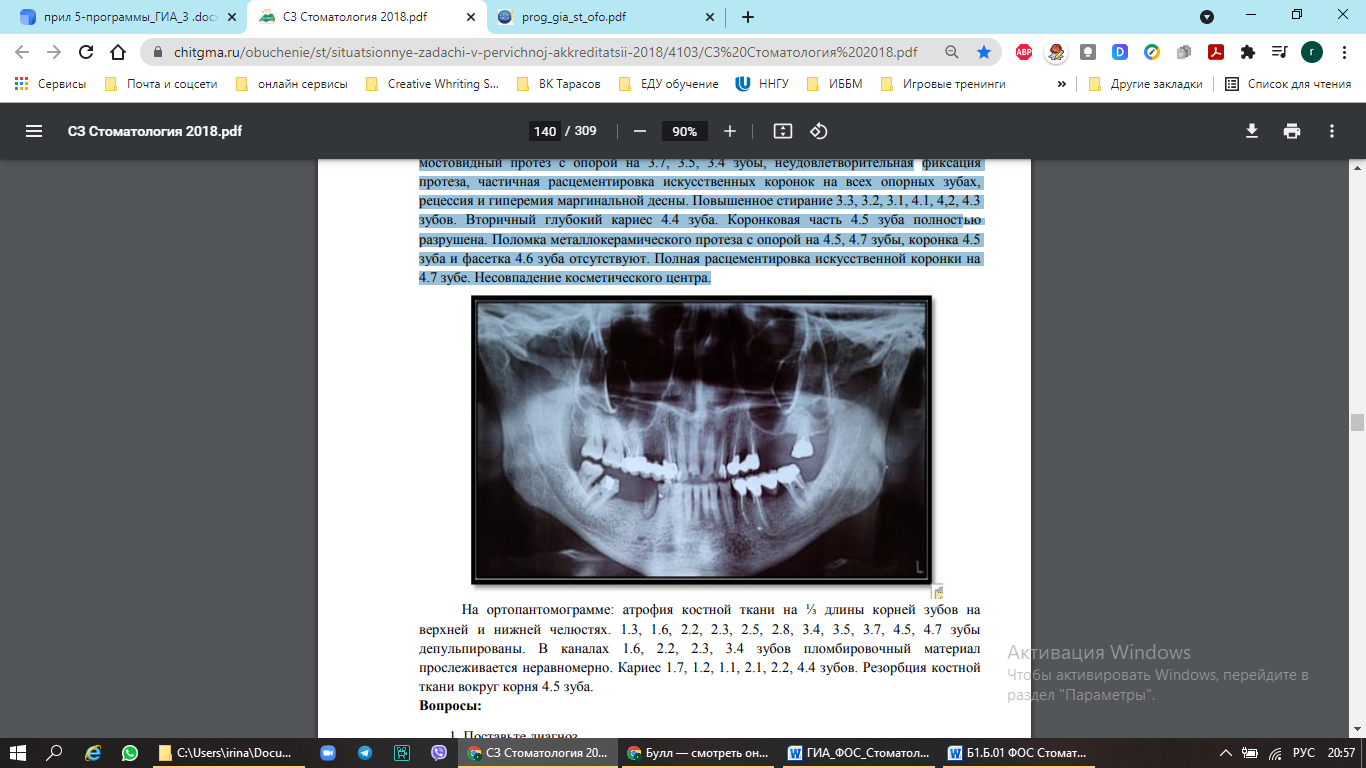 прил 5-программы_ГИА_3 .docx
СЗ Стоматология 2018.pdf
prog_gia_st_ofo.pdf
chitgma.ru/obuchenie/st/situatsionnye-zadachi-v-pervichnoj-akkreditatsii-2018/4103/СЗ%20Стоматология%202018.pdf
ABP
D
r
Сервисы
Почта и соцсети
онлайн сервисы
Creative Whriting S...
ВК Тарасов
ЕДУ обучение
ННГУ
ИББМ
Игровые тренинги
»
Другие закладки
Список для чтения
СЗ Стоматология 2018.pdf
140 / 309
90%
мостовидный протез с опорой на 3.7, 3.5, 3.4 зубы, неудовлетворительная фиксация
протеза, частичная расцементировка искусственных коронок на всех опорных зубах,
рецессия и гиперемия маргинальной десны. Повышенное стирание 3.3, 3.2, 3.1, 4.1, 4,2, 4.3
зубов. Вторичный глубокий кариес 4.4 зуба. Коронковая часть 4.5 зуба полностью
разрушена. Поломка металлокерамического протеза с опорой на 4.5, 4.7 зубы, коронка 4.5
зуба и фасетка 4.6 зуба отсутствуют. Полная расцементировка искусственной коронки на
4.7 зубе. Несовпадение косметического центра.
L
На ортопантомограмме: атрофия костной ткани на ⅓ длины корней зубов на
верхней и нижней челюстях. 1.3, 1.6, 2.2, 2.3, 2.5, 2.8, 3.4, 3.5, 3.7, 4.5, 4.7 зубы
депульпированы. В каналах 1.6, 2.2, 2.3, 3.4 зубов пломбировочный материал
прослеживается неравномерно. Кариес 1.7, 1.2, 1.1, 2.1, 2.2, 4.4 зубов. Резорбция костной
ткани вокруг корня 4.5 зуба.
Вопросы:
1. Поставьте диагноз
Активация Windows
Чтобы активировать Windows, перейдите в
раздел "Параметры".
C:\Users\irina\Docu...
СЗ Стоматология 20...
Булл — смотреть он...
ГИА_ФОС_Стоматол...
Б1.Б.01 ФОС Стомат...
РУС
20:57